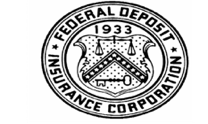 FEDERAL DEPOSIT
1933
INSURANCE CORPORATION